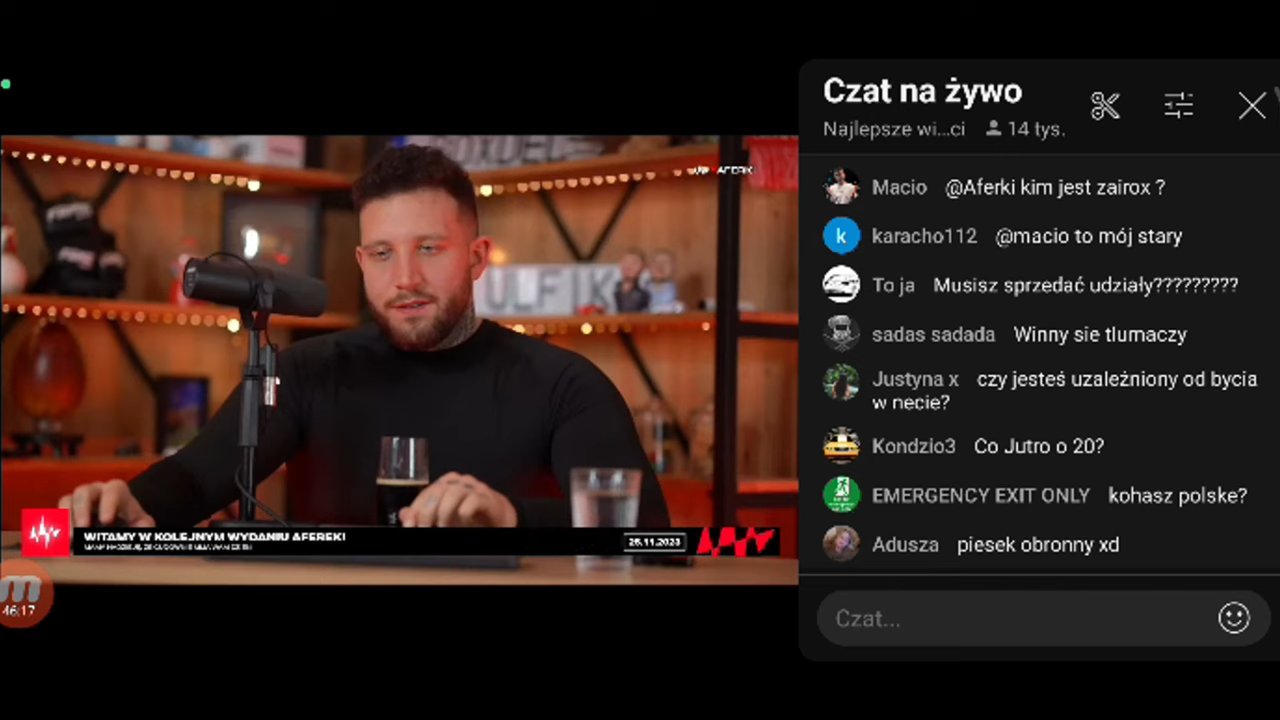 Czat na żywo
Najlepsze wi...ci 14 tys.
Macio @Aferki kim jest zairox ?
k karacho112 @macio to mój stary
To ja Musisz sprzedać udziały?????????
sadas sadada Winny sie tlumaczy
Justyna x czy jesteś uzależniony od bycia
w necie?
Kondzio3 Co Jutro o 20?
EMERGENCY EXIT ONLY kohasz polske?
Adusza piesek obronny xd
Czat...
WITAMY W KOLEJNYM WYDANIU AFEREK!
26.11.2023
46:17